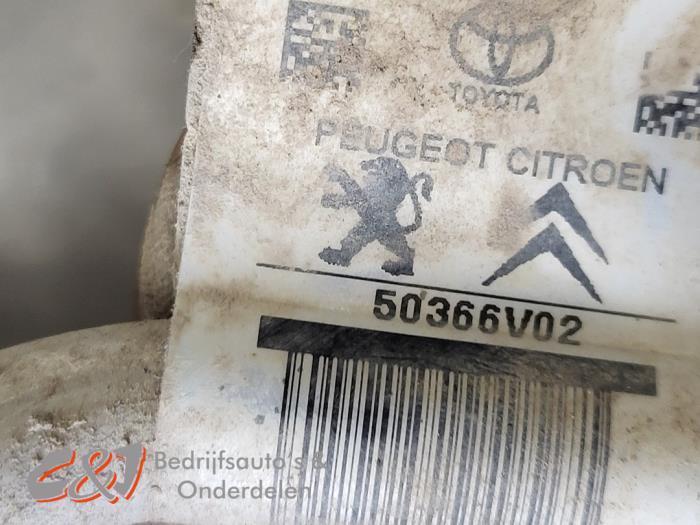 TOYOTA
PEUGEOT CITROEN
50366V02
C&J Bedrijfsauto's &
Onderdelen